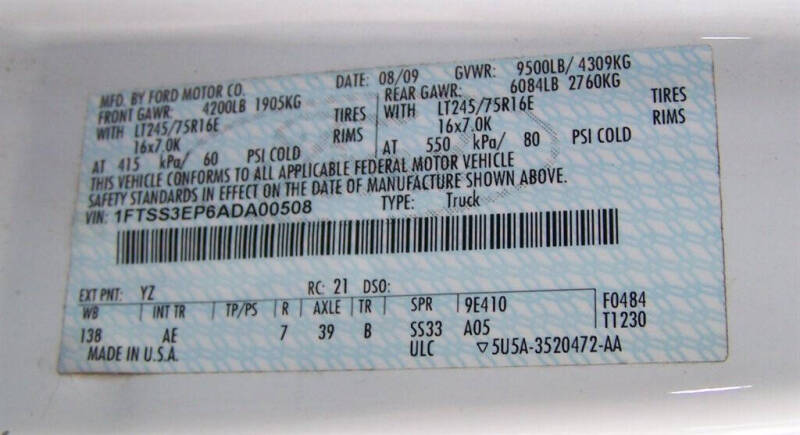 MFD. BY FORD MOTOR CO. DATE: 08/09 GVWR: 9500LB/ 4309KG
FRONT GAWR: 4200LB 1905KG REAR GAWR: 6084LB 2760KG
WITH LT245/75R16E TIRES WITH LT245/75R16E TIRES
16x7.0K RIMS 16x7.0K RIMS
AT 415 kPa/ 60 PSI COLD AT 550 kPa/ 80 PSI COLD
THIS VEHICLE CONFORMS TO ALL APPLICABLE FEDERAL MOTOR VEHICLE
SAFETY STANDARDS IN EFFECT ON THE DATE OF MANUFACTURE SHOWN ABOVE.
VIN: 1FTSS3EP6ADA00508 TYPE: Truck
EXT PNT: YZ RC: 21 DSO:
WB INT TR TP/PS R AXLE TR SPR 9E410 F0484
138 AE 7 39 B SS33 A05 T1230
MADE IN U.S.A. ULC ▽5U5A-3520472-AA